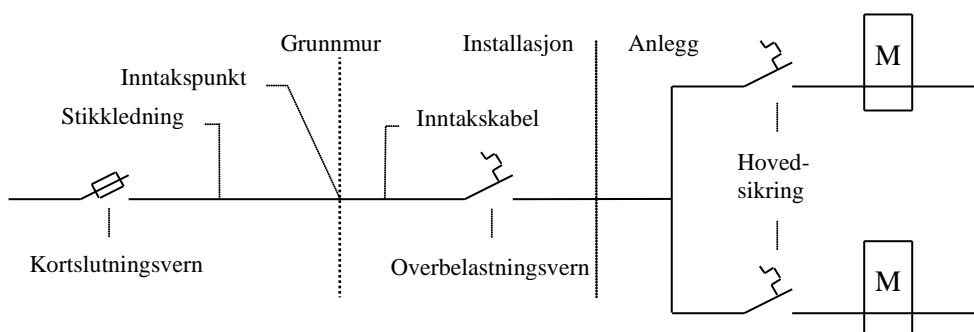 Grunnmur
Installasjon
Anlegg
M
Inntakspunkt
Stikkledning
Inntakskabel
Hoved-
sikring
Kortslutningsvern
Overbelastningsvern
M